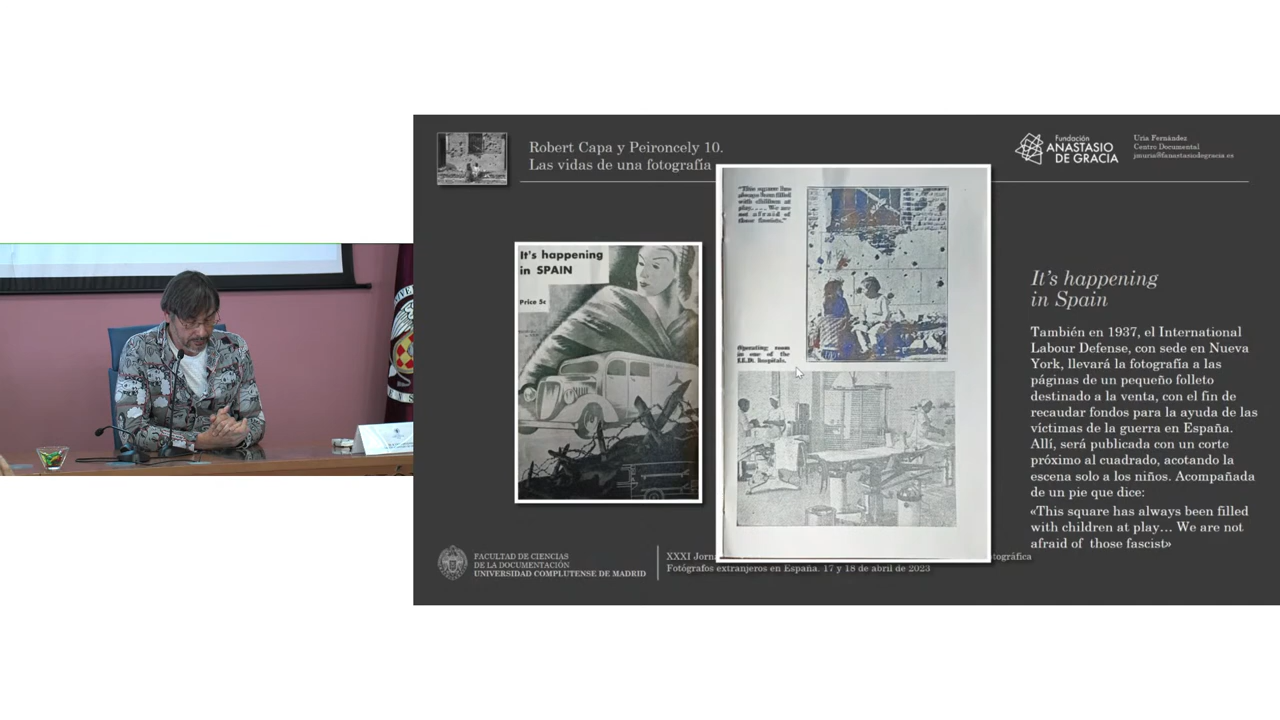 Robert Capa y Peironcely 10.
Las vidas de una fotografía
Fundación
ANASTASIO
DE GRACIA
Uría Fernández
Centro Documental
jmuria@fanastasiodegracia.es
It's happening
in SPAIN
Price 5c
"This square has
always been filled
with children at
play.... We are
not afraid of
those fascists."
Operating room
in one of the
I.L.D. hospitals.
It's happening
in Spain
También en 1937, el International
Labour Defense, con sede en Nueva
York, llevará la fotografía a las
páginas de un pequeño folleto
destinado a la venta, con el fin de
recaudar fondos para la ayuda de las
víctimas de la guerra en España.
Allí, será publicada con un corte
próximo al cuadrado, acotando la
escena solo a los niños. Acompañada
de un pie que dice:
«This square has always been filled
with children at play… We are not
afraid of those fascist»
FACULTAD DE CIENCIAS
DE LA DOCUMENTACIÓN
UNIVERSIDAD COMPLUTENSE DE MADRID
XXXI Jorna
tográfica
Fotógrafos extranjeros en España. 17 y 18 de abril de 2023